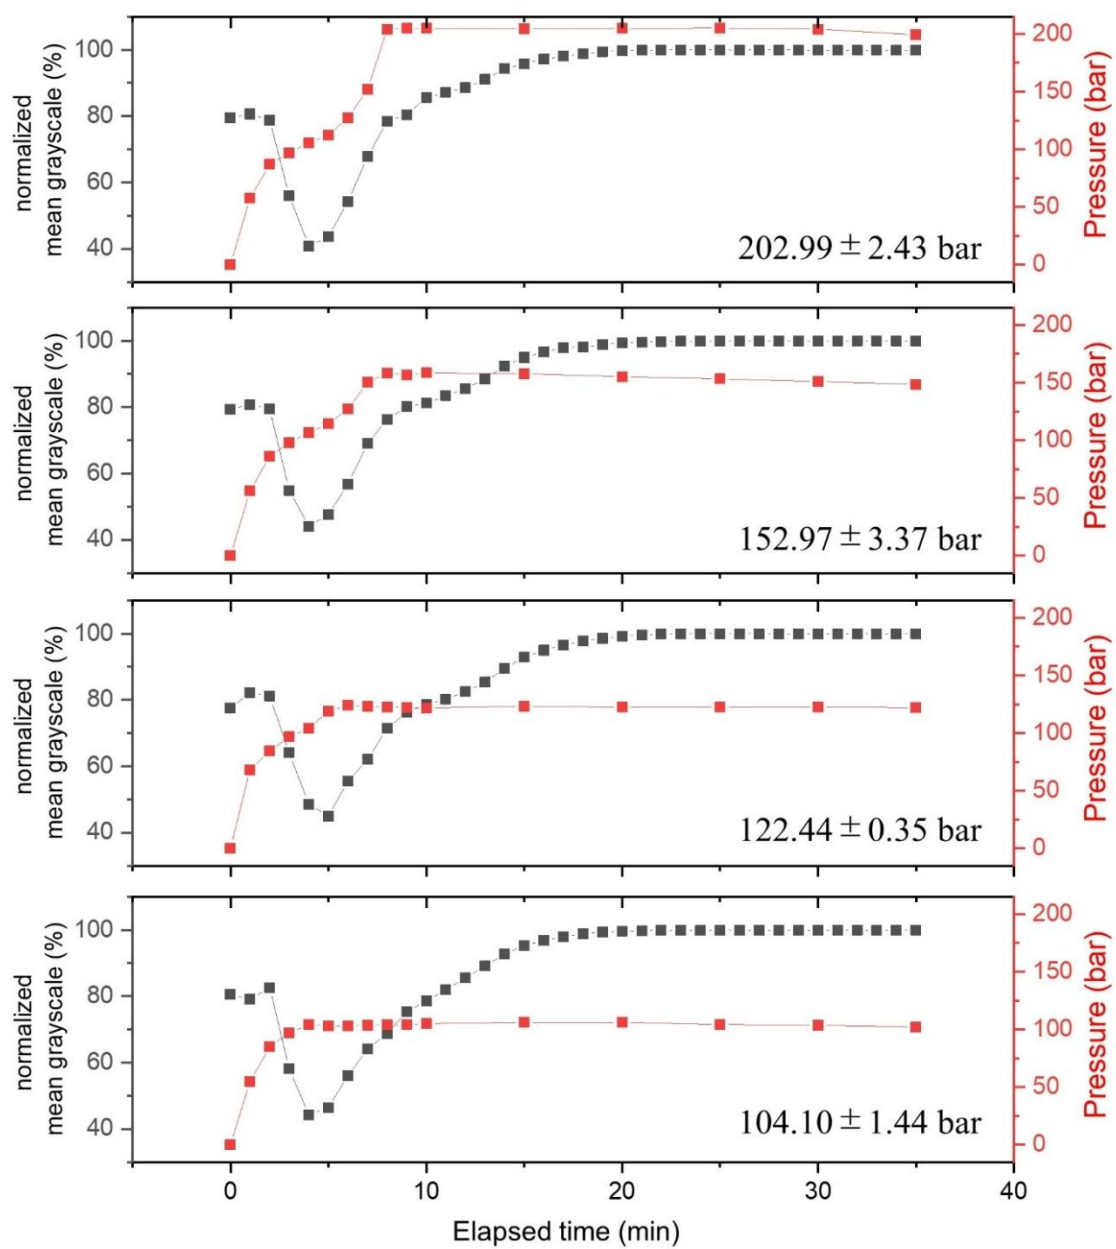 normalized
mean grayscale (%)
100
80
60
40
200
150
100
50
0
Pressure (bar)
202.99 ± 2.43 bar
normalized
mean grayscale (%)
100
80
60
40
200
150
100
50
0
Pressure (bar)
152.97 ± 3.37 bar
normalized
mean grayscale (%)
100
80
60
40
200
150
100
50
0
Pressure (bar)
122.44 ± 0.35 bar
normalized
mean grayscale (%)
100
80
60
40
200
150
100
50
0
Pressure (bar)
104.10 ± 1.44 bar
0 10 20 30 40
Elapsed time (min)